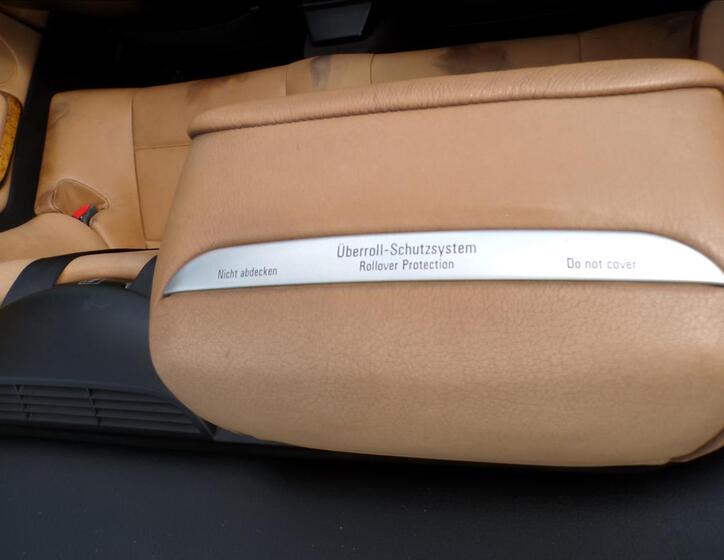 Überroll-Schutzsystem
Nicht abdecken Rollover Protection Do not cover